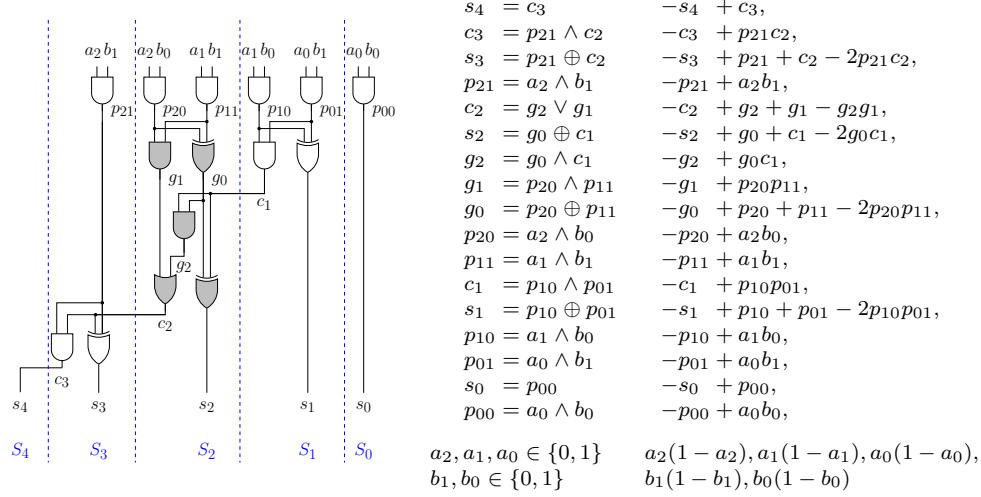 a₂ b₁ a₂ b₀ a₁ b₁ a₁ b₀ a₀ b₁ a₀ b₀
p₂₁ p₂₀ p₁₁ p₁₀ p₀₁ p₀₀
g₁ g₀
c₁
g₂
c₂
c₃
s₄ s₃ s₂ s₁ s₀
S₄ S₃ S₂ S₁ S₀
s₄ = c₃ −s₄ + c₃,
c₃ = p₂₁ ∧ c₂ −c₃ + p₂₁c₂,
s₃ = p₂₁ ⊕ c₂ −s₃ + p₂₁ + c₂ − 2p₂₁c₂,
p₂₁ = a₂ ∧ b₁ −p₂₁ + a₂b₁,
c₂ = g₂ ∨ g₁ −c₂ + g₂ + g₁ − g₂g₁,
s₂ = g₀ ⊕ c₁ −s₂ + g₀ + c₁ − 2g₀c₁,
g₂ = g₀ ∧ c₁ −g₂ + g₀c₁,
g₁ = p₂₀ ∧ p₁₁ −g₁ + p₂₀p₁₁,
g₀ = p₂₀ ⊕ p₁₁ −g₀ + p₂₀ + p₁₁ − 2p₂₀p₁₁,
p₂₀ = a₂ ∧ b₀ −p₂₀ + a₂b₀,
p₁₁ = a₁ ∧ b₁ −p₁₁ + a₁b₁,
c₁ = p₁₀ ∧ p₀₁ −c₁ + p₁₀p₀₁,
s₁ = p₁₀ ⊕ p₀₁ −s₁ + p₁₀ + p₀₁ − 2p₁₀p₀₁,
p₁₀ = a₁ ∧ b₀ −p₁₀ + a₁b₀,
p₀₁ = a₀ ∧ b₁ −p₀₁ + a₀b₁,
s₀ = p₀₀ −s₀ + p₀₀,
p₀₀ = a₀ ∧ b₀ −p₀₀ + a₀b₀,
a₂, a₁, a₀ ∈ {0, 1} a₂(1 − a₂), a₁(1 − a₁), a₀(1 − a₀),
b₁, b₀ ∈ {0, 1} b₁(1 − b₁), b₀(1 − b₀)